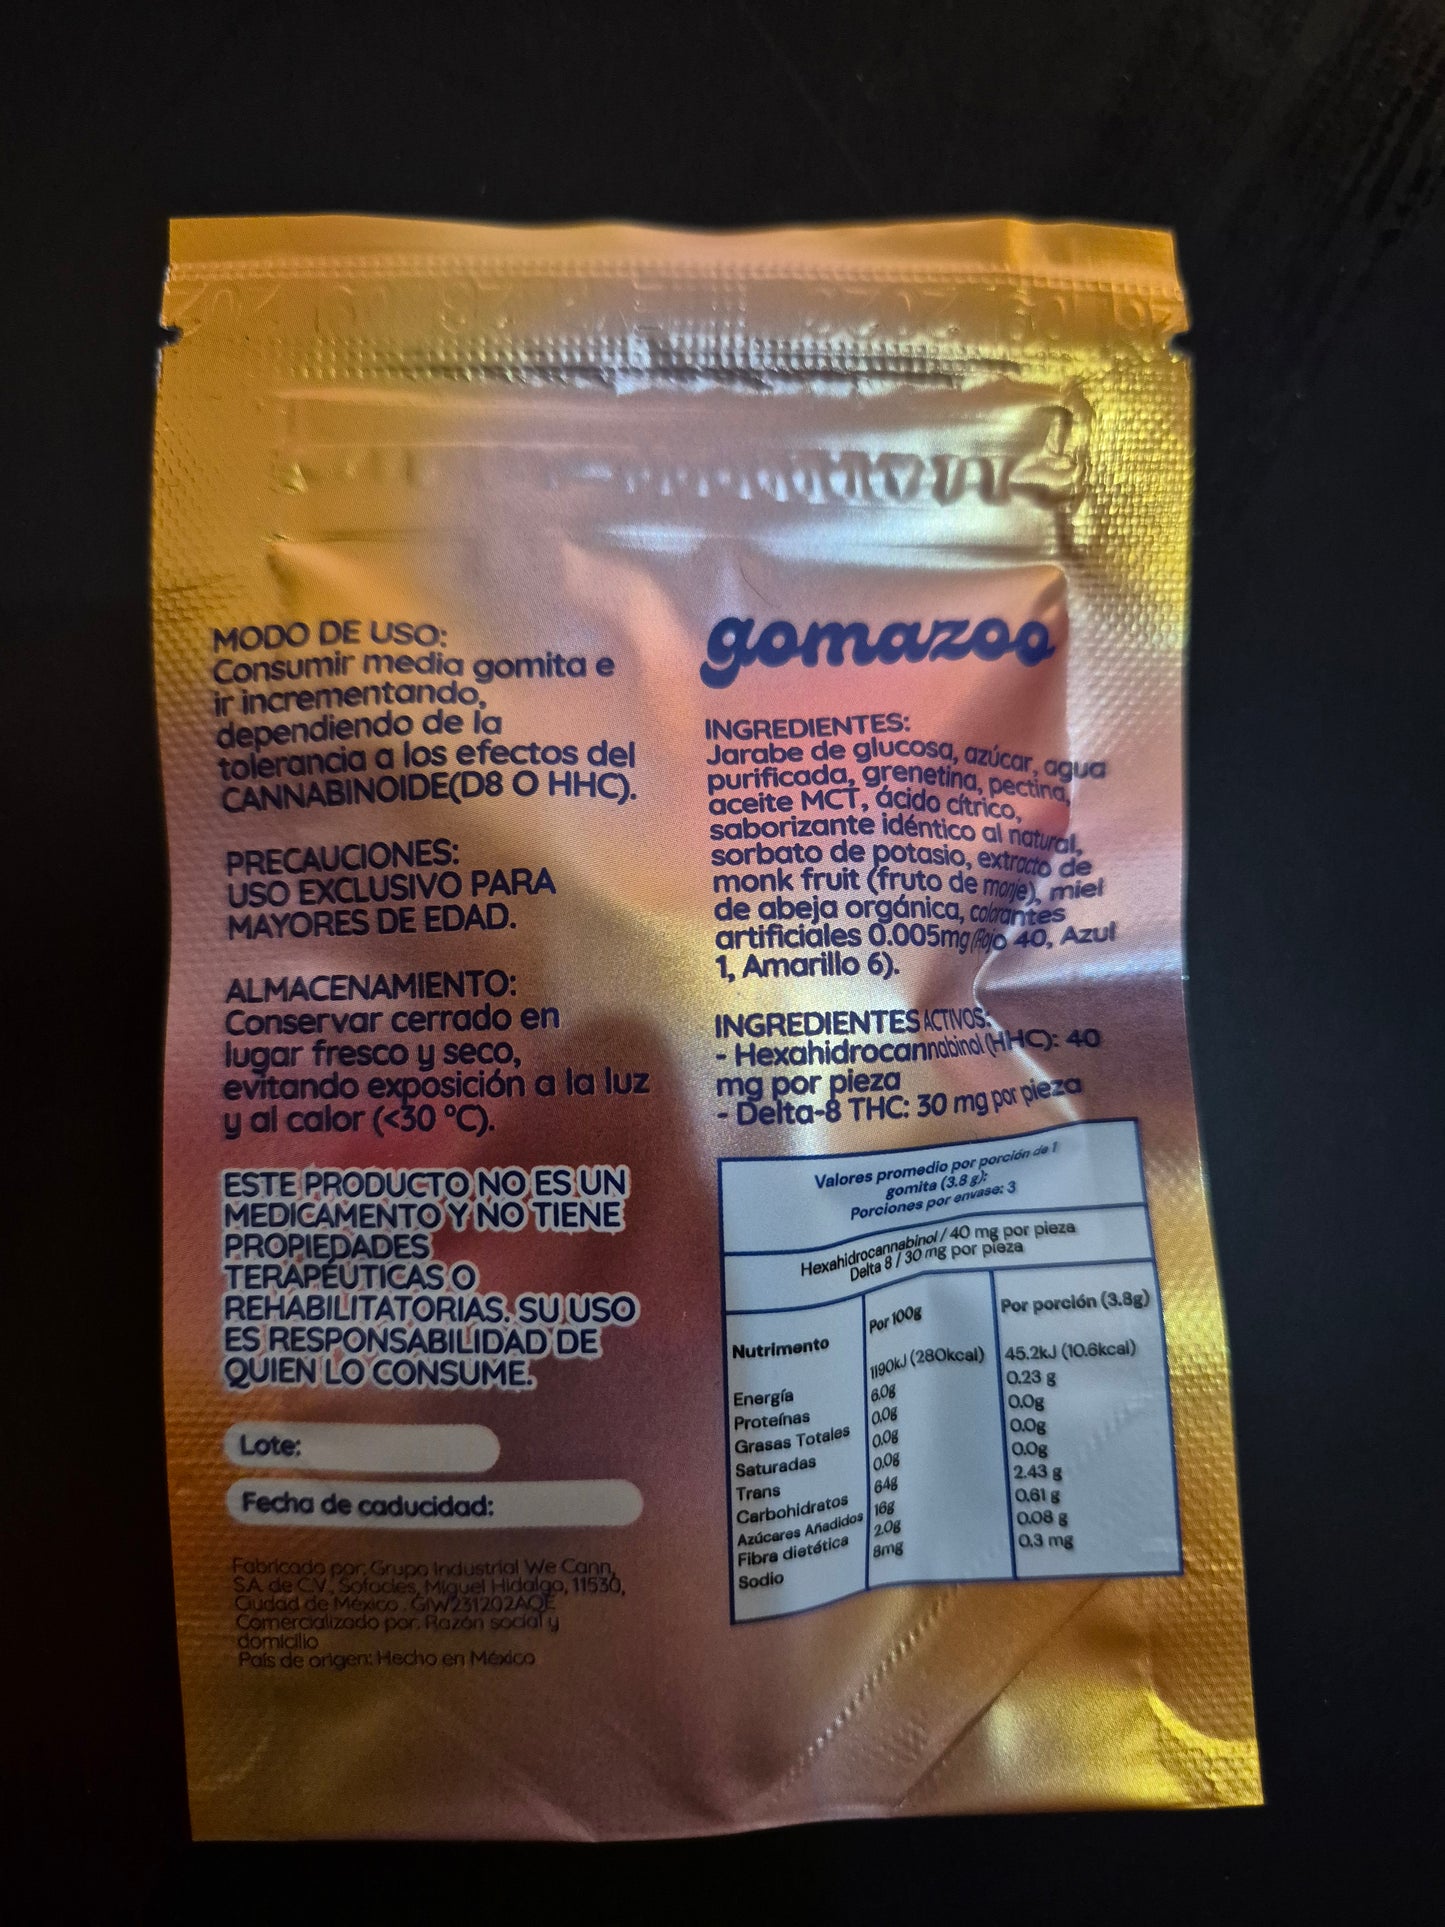 MODO DE USO:
Consumir media gomita e
ir incrementando,
dependiendo de la
tolerancia a los efectos del
CANNABINOIDE(D8 O HHC).
PRECAUCIONES:
USO EXCLUSIVO PARA
MAYORES DE EDAD.
ALMACENAMIENTO:
Conservar cerrado en
lugar fresco y seco,
evitando exposición a la luz
y al calor (<30 °C).
ESTE PRODUCTO NO ES UN
MEDICAMENTO Y NO TIENE
PROPIEDADES
TERAPÉUTICAS O
REHABILITATORIAS. SU USO
ES RESPONSABILIDAD DE
QUIEN LO CONSUME.
Lote:
Fecha de caducidad:
Fabricado por: Grupo Industrial We Cann,
S.A. de C.V., Sofocles, Miguel Hidalgo, 11530,
Ciudad de México . GIW231202AQE
Comercializado por: Razón social y
domicilio
País de origen: Hecho en México
gomazoo
INGREDIENTES:
Jarabe de glucosa, azúcar, agua
purificada, grenetina, pectina,
aceite MCT, ácido cítrico,
saborizante idéntico al natural,
sorbato de potasio, extracto de
monk fruit (fruto de monje), miel
de abeja orgánica, colorantes
artificiales 0.005mg (Rojo 40, Azul
1, Amarillo 6).
INGREDIENTES ACTIVOS:
- Hexahidrocannabinol (HHC): 40
mg por pieza
- Delta-8 THC: 30 mg por pieza
Valores promedio por porción de 1
gomita (3.8 g):
Porciones por envase: 3
Hexahidrocannabinol / 40 mg por pieza
Delta 8 / 30 mg por pieza
Nutrimento Por 100g Por porción (3.8g)
Energía 1190kJ (280kcal) 45.2kJ (10.6kcal)
Proteínas 6.0g 0.23 g
Grasas Totales 0.0g 0.0g
Saturadas 0.0g 0.0g
Trans 0.0g 0.0g
Carbohidratos 64g 2.43 g
Azúcares Añadidos 16g 0.61 g
Fibra dietética 2.0g 0.08 g
Sodio 8mg 0.3 mg